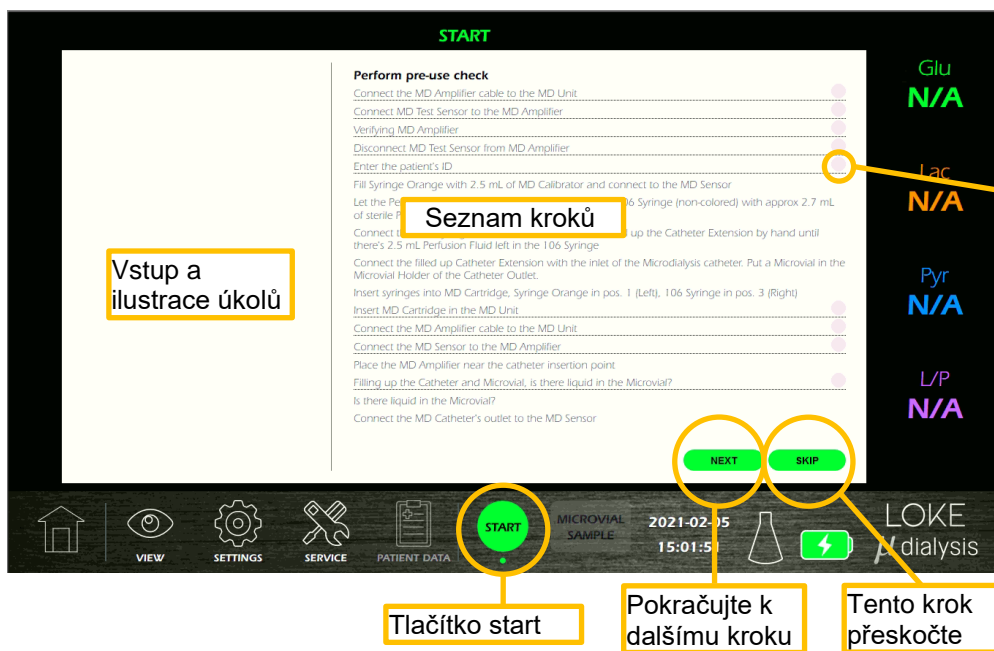 START
Perform pre-use check
Connect the MD Amplifier cable to the MD Unit
Connect MD Test Sensor to the MD Amplifier
Verifying MD Amplifier
Disconnect MD Test Sensor from MD Amplifier
Enter the patient's ID
Fill Syringe Orange with 2.5 mL of MD Calibrator and connect to the MD Sensor
Let the Pe 06 Syringe (non-colored) with approx 2.7 mL
of sterile P
Seznam kroků
Connect t up the Catheter Extension by hand until
there's 2.5 mL Perfusion Fluid left in the 106 Syringe
Connect the filled up Catheter Extension with the inlet of the Microdialysis catheter. Put a Microvial in the
Microvial Holder of the Catheter Outlet.
Insert syringes into MD Cartridge, Syringe Orange in pos. 1 (Left), 106 Syringe in pos. 3 (Right)
Insert MD Cartridge in the MD Unit
Connect the MD Amplifier cable to the MD Unit
Connect the MD Sensor to the MD Amplifier
Place the MD Amplifier near the catheter insertion point
Filling up the Catheter and Microvial, is there liquid in the Microvial?
Is there liquid in the Microvial?
Connect the MD Catheter's outlet to the MD Sensor
Vstup a
ilustrace úkolů
NEXT
SKIP
Glu
N/A
Lac
N/A
Pyr
N/A
L/P
N/A
VIEW
SETTINGS
SERVICE
PATIENT DATA
START
MICROVIAL
SAMPLE
2021-02-05
15:01:51
LOKE
µ dialysis
Tlačítko start
Pokračujte k
dalšímu kroku
Tento krok
přeskočte